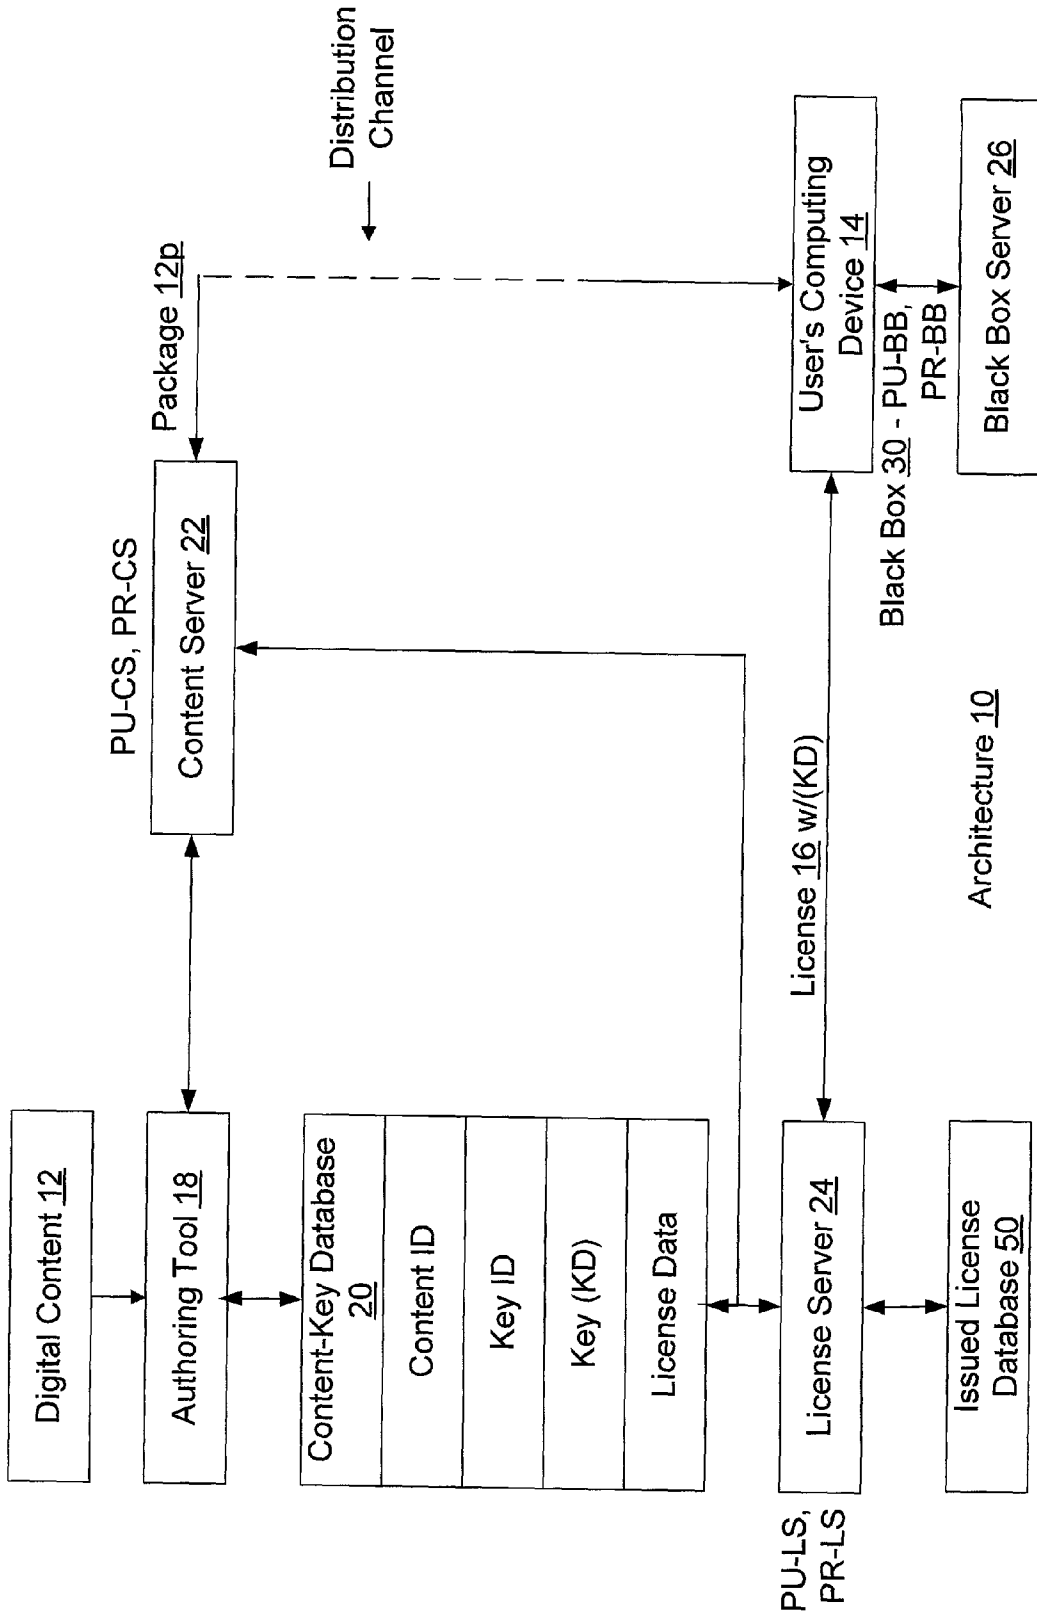 Digital Content 12
Authoring Tool 18
Content-Key Database
20
Content ID
Key ID
Key (KD)
License Data
PU-LS,
PR-LS
License Server 24
Issued License
Database 50
PU-CS, PR-CS
Content Server 22
Package 12p
Distribution
Channel
License 16 w/(KD)
User's Computing
Device 14
Black Box 30 - PU-BB,
PR-BB
Black Box Server 26
Architecture 10